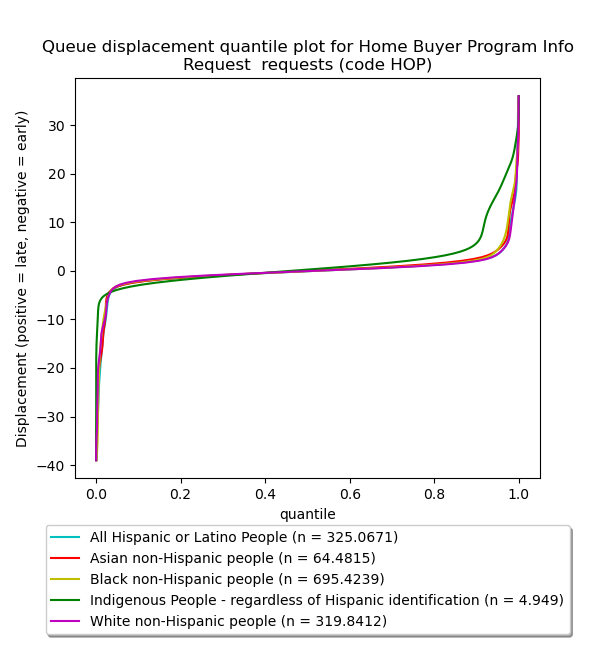 Queue displacement quantile plot for Home Buyer Program Info
Request  requests (code HOP)
Displacement (positive = late, negative = early)
30
20
10
0
−10
−20
−30
−40
0.0 0.2 0.4 0.6 0.8 1.0
quantile
All Hispanic or Latino People (n = 325.0671)
Asian non-Hispanic people (n = 64.4815)
Black non-Hispanic people (n = 695.4239)
Indigenous People - regardless of Hispanic identification (n = 4.949)
White non-Hispanic people (n = 319.8412)